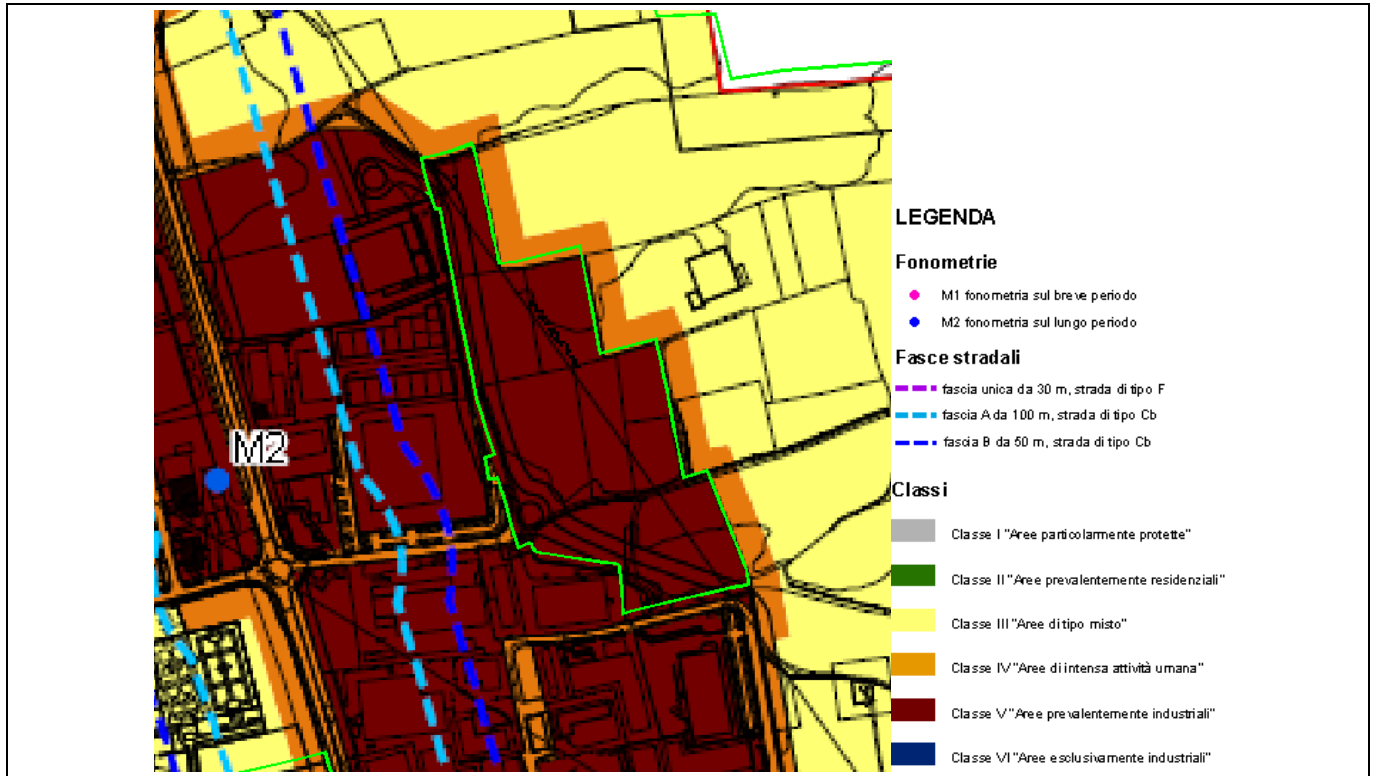 M2
LEGENDA
Fonometrie
M1 fonometria sul breve periodo
M2 fonometria sul lungo periodo
Fasce stradali
fascia unica da 30 m, strada di tipo F
fascia A da 100 m, strada di tipo Cb
fascia B da 50 m, strada di tipo Cb
Classi
Classe I "Aree particolarmente protette"
Classe II "Aree prevalentemente residenziali"
Classe III "Aree di tipo misto"
Classe IV "Aree di intensa attività umana"
Classe V "Aree prevalentemente industriali"
Classe VI "Aree esclusivamente industriali"